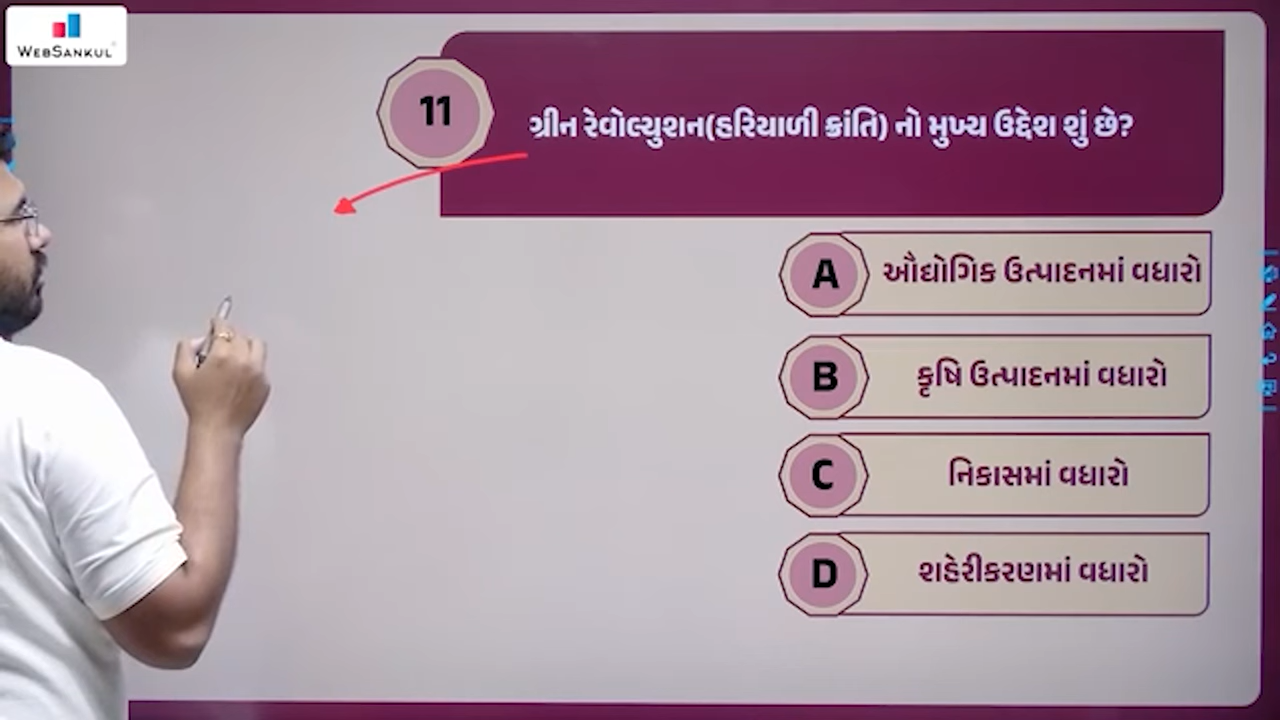 WEBSANKUL
11
ગ્રીન રેવોલ્યુશન(હરિયાળી ક્રાંતિ) નો મુખ્ય ઉદ્દેશ શું છે?
A ઔદ્યોગિક ઉત્પાદનમાં વધારો
B કૃષિ ઉત્પાદનમાં વધારો
C નિકાસમાં વધારો
D શહેરીકરણમાં વધારો